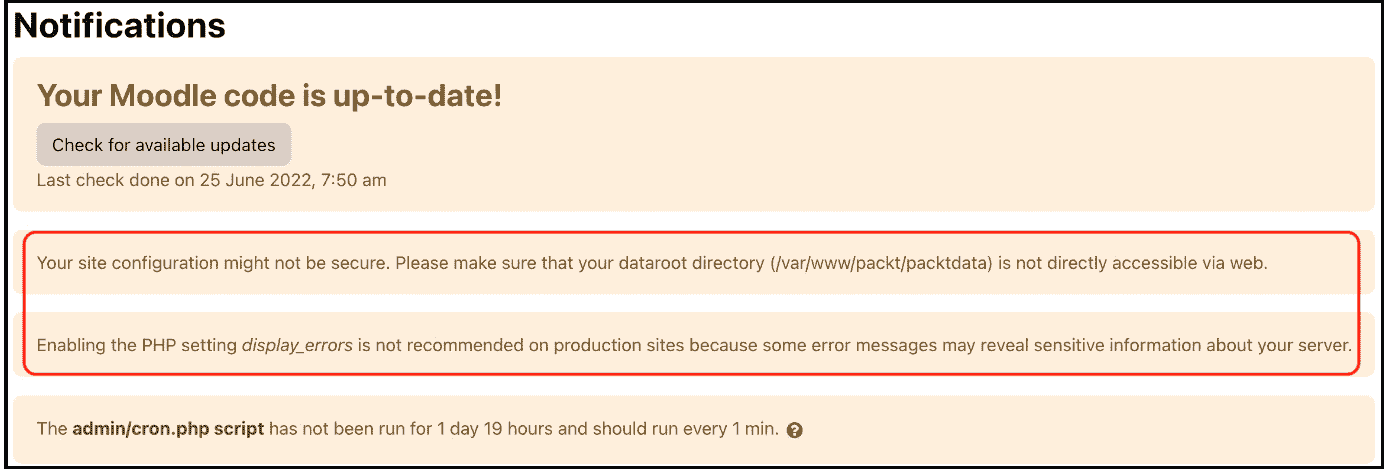 Notifications
Your Moodle code is up-to-date!
Check for available updates
Last check done on 25 June 2022, 7:50 am
Your site configuration might not be secure. Please make sure that your dataroot directory (/var/www/packt/packtdata) is not directly accessible via web.
Enabling the PHP setting display_errors is not recommended on production sites because some error messages may reveal sensitive information about your server.
The admin/cron.php script has not been run for 1 day 19 hours and should run every 1 min. ?